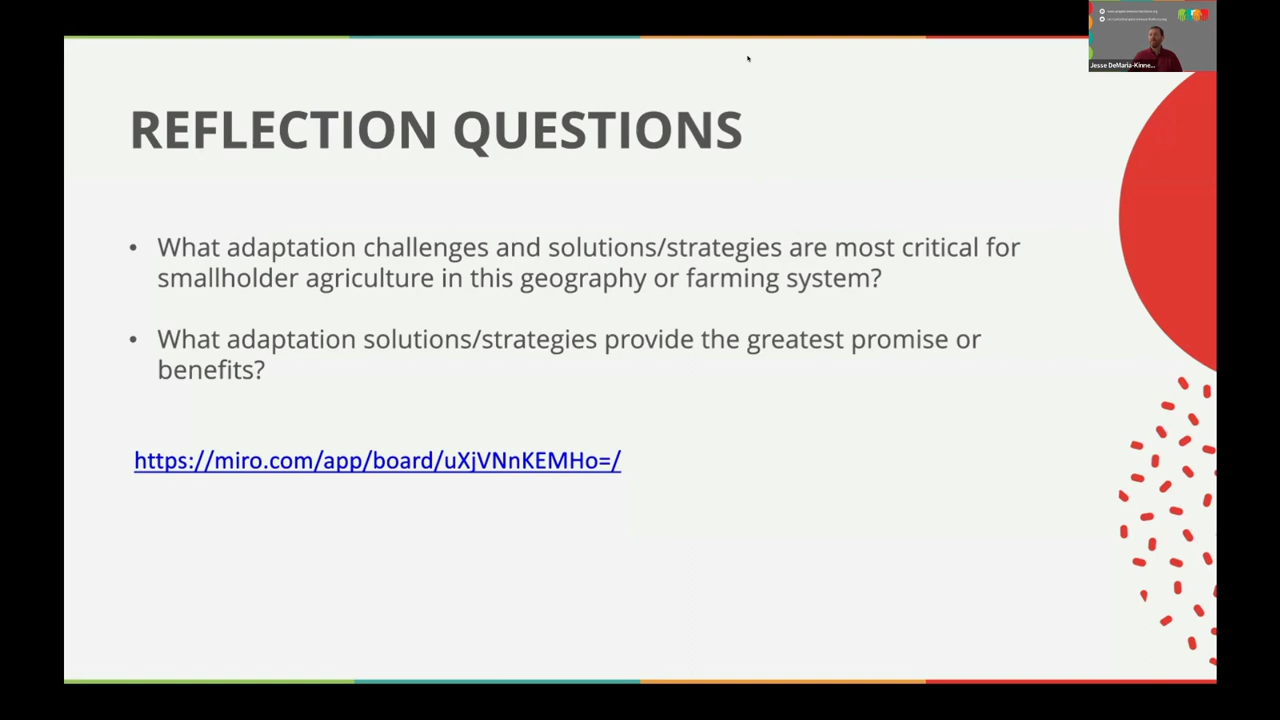 REFLECTION QUESTIONS
• What adaptation challenges and solutions/strategies are most critical for
smallholder agriculture in this geography or farming system?
• What adaptation solutions/strategies provide the greatest promise or
benefits?
https://miro.com/app/board/uXjVNnKEMHo=/
Jesse DeMaria-Kinne...